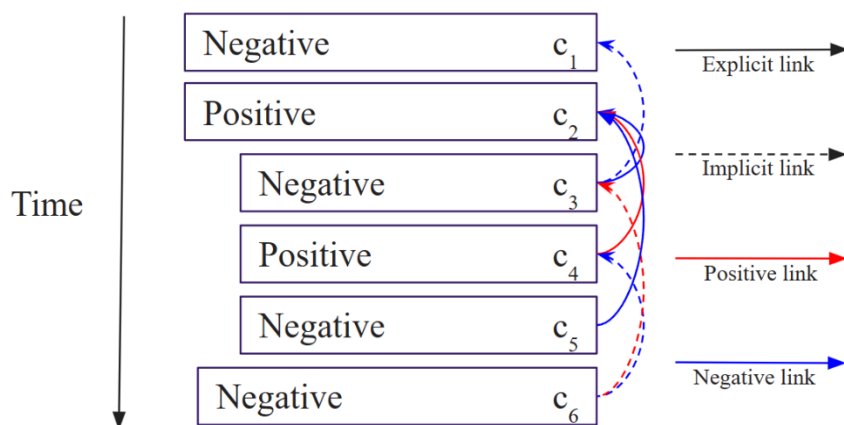 Negative c1
Explicit link
Positive c2
Negative c3
Implicit link
Time
Positive c4
Positive link
Negative c5
Negative link
Negative c6